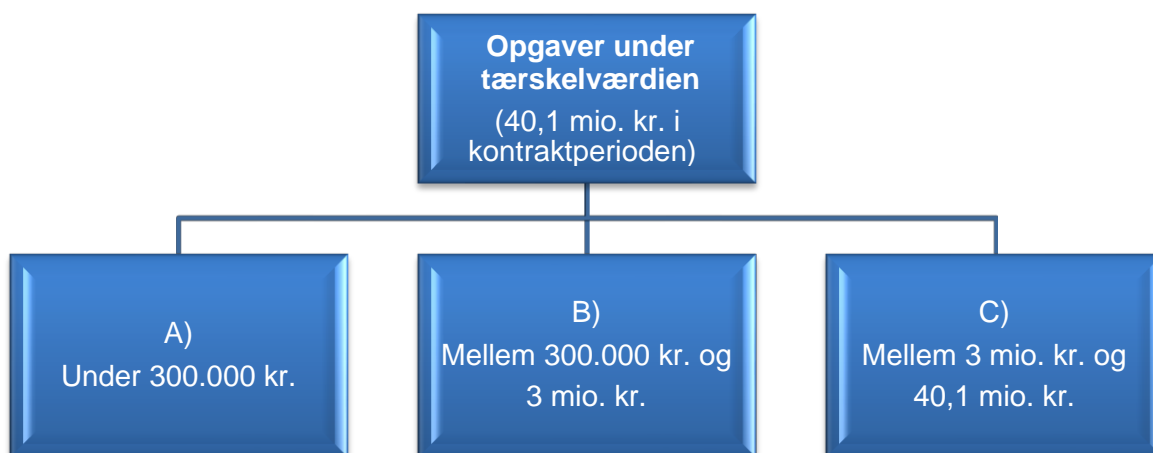 Opgaver under
tærskelværdien
(40,1 mio. kr. i
kontraktperioden)
A)
Under 300.000 kr.
B)
Mellem 300.000 kr. og
3 mio. kr.
C)
Mellem 3 mio. kr. og
40,1 mio. kr.